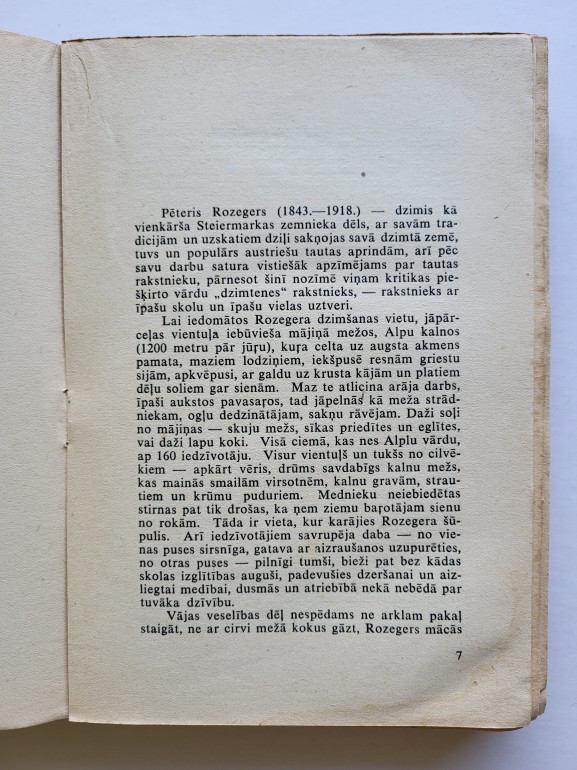 Pēteris Rozegers (1843.—1918.) — dzimis kā
vienkārša Steiermarkas zemnieka dēls, ar savām tra-
dicijām un uzskatiem dziļi sakņojas savā dzimtā zemē,
tuvs un populārs austriešu tautas aprindām, arī pēc
savu darbu satura vistiešāk apzīmējams par tautas
rakstnieku, pārnesot šinī nozīmē viņam kritikas pie-
šķirto vārdu „dzimtenes“ rakstnieks, — rakstnieks ar
īpašu skolu un īpašu vielas uztveri.
Lai iedomātos Rozegera dzimšanas vietu, jāpār-
ceļas vientuļa iebūvieša mājiņā mežos, Alpu kalnos
(1200 metru pār jūŗu), kuŗa celta uz augsta akmens
pamata, maziem lodziņiem, iekšpusē resnām griestu
sijām, apkvēpusi, ar galdu uz krusta kājām un platiem
dēļu soliem gar sienām. Maz te atlicina arāja darbs,
īpaši aukstos pavasaŗos, tad jāpelnās kā meža strād-
niekam, ogļu dedzinātājam, sakņu rāvējam. Daži soļi
no mājiņas — skuju mežs, sīkas priedītes un eglītes,
vai daži lapu koki. Visā ciemā, kas nes Alplu vārdu,
ap 160 iedzīvotāju. Visur vientuļš un tukšs no cilvē-
kiem — apkārt vēris, drūms savdabīgs kalnu mežs,
kas mainās smailām virsotnēm, kalnu gravām, strau-
tiem un krūmu puduriem. Mednieku neiebiedētas
stirnas pat tik drošas, ka ņem ziemu baŗotājam sienu
no rokām. Tāda ir vieta, kur karājies Rozegera šū-
pulis. Arī iedzīvotājiem savrupēja daba — no vie-
nas puses sirsnīga, gatava ar aizraušanos uzupurēties,
no otras puses — pilnīgi tumši, bieži pat bez kādas
skolas izglītības auguši, padevušies dzeršanai un aiz-
liegtai medībai, dusmās un atriebībā nekā nebēdā par
tuvāka dzīvību.
Vājas veselības dēļ nespēdams ne arklam pakaļ
staigāt, ne ar cirvi mežā kokus gāzt, Rozegers mācās
7